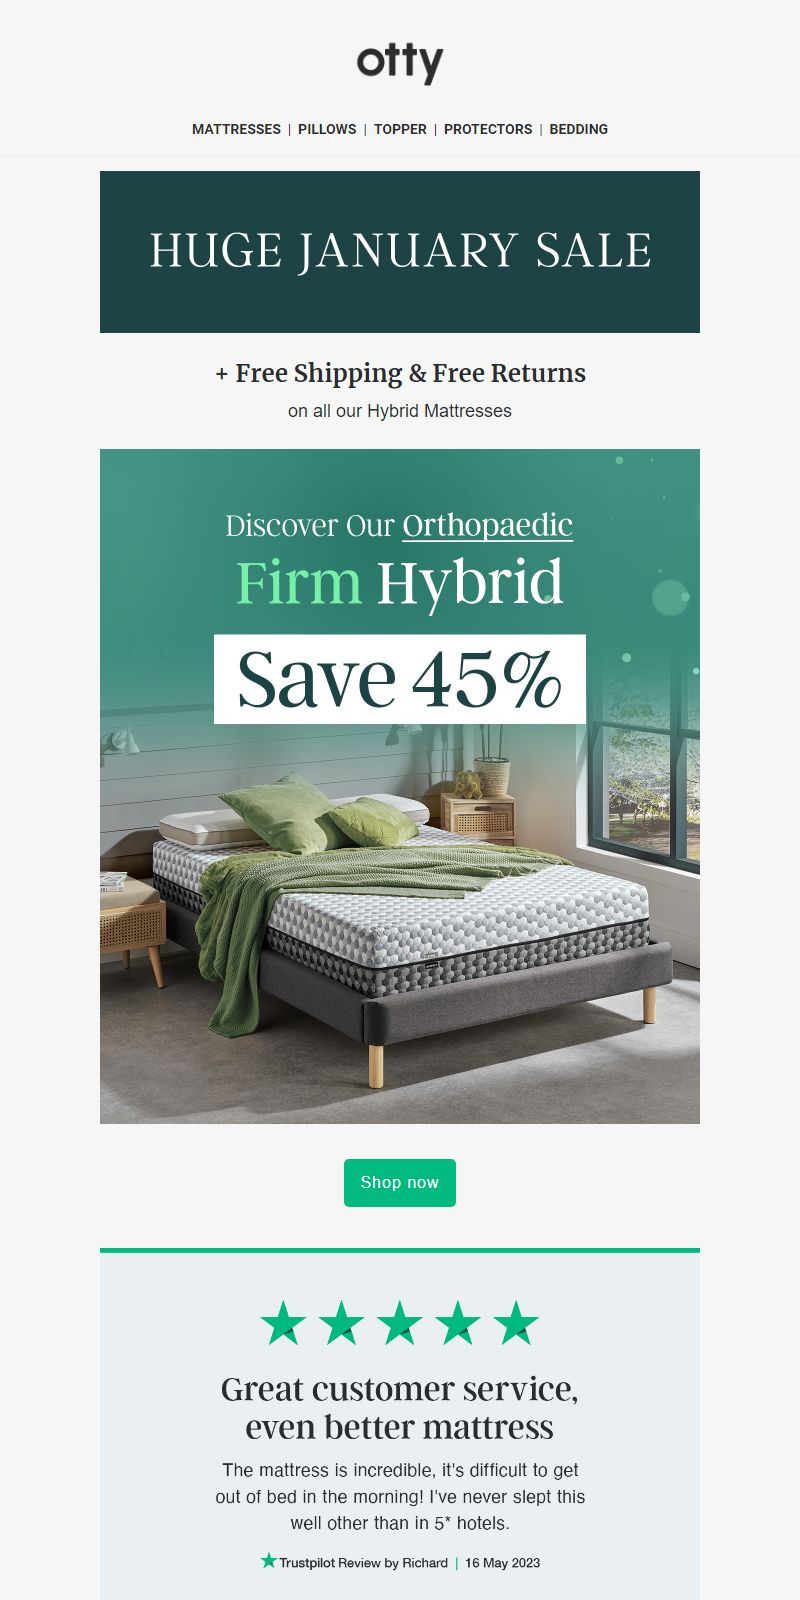 otty
MATTRESSES | PILLOWS | TOPPER | PROTECTORS | BEDDING
HUGE JANUARY SALE
+ Free Shipping & Free Returns
on all our Hybrid Mattresses
Discover Our Orthopaedic
Firm Hybrid
Save 45%
Shop now
Great customer service,
even better mattress
The mattress is incredible, it's difficult to get
out of bed in the morning! I've never slept this
well other than in 5* hotels.
Trustpilot Review by Richard | 16 May 2023